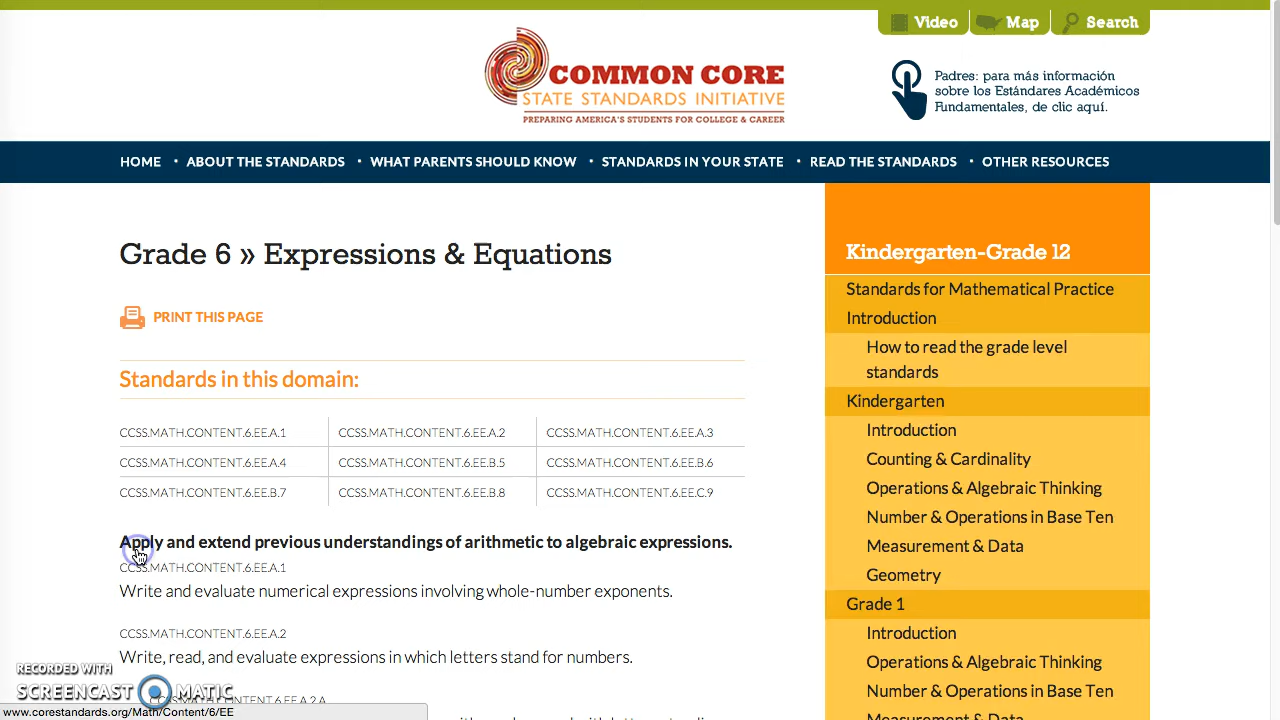 Video
Map
Search
COMMON CORE
STATE STANDARDS INITIATIVE
PREPARING AMERICA'S STUDENTS FOR COLLEGE & CAREER
Padres: para más información
sobre los Estándares Académicos
Fundamentales, de clic aquí.
HOME • ABOUT THE STANDARDS • WHAT PARENTS SHOULD KNOW • STANDARDS IN YOUR STATE • READ THE STANDARDS • OTHER RESOURCES
Grade 6 » Expressions & Equations
PRINT THIS PAGE
Standards in this domain:
CCSS.MATH.CONTENT.6.EE.A.1 CCSS.MATH.CONTENT.6.EE.A.2 CCSS.MATH.CONTENT.6.EE.A.3
CCSS.MATH.CONTENT.6.EE.A.4 CCSS.MATH.CONTENT.6.EE.B.5 CCSS.MATH.CONTENT.6.EE.B.6
CCSS.MATH.CONTENT.6.EE.B.7 CCSS.MATH.CONTENT.6.EE.B.8 CCSS.MATH.CONTENT.6.EE.C.9
Apply and extend previous understandings of arithmetic to algebraic expressions.
CCSS.MATH.CONTENT.6.EE.A.1
Write and evaluate numerical expressions involving whole-number exponents.
CCSS.MATH.CONTENT.6.EE.A.2
Write, read, and evaluate expressions in which letters stand for numbers.
CCSS.MATH.CONTENT.6.EE.A.2.A
Kindergarten-Grade 12
Standards for Mathematical Practice
Introduction
How to read the grade level
standards
Kindergarten
Introduction
Counting & Cardinality
Operations & Algebraic Thinking
Number & Operations in Base Ten
Measurement & Data
Geometry
Grade 1
Introduction
Operations & Algebraic Thinking
Number & Operations in Base Ten
Measurement & Data
RECORDED WITH
SCREENCAST MATIC
www.corestandards.org/Math/Content/6/EE